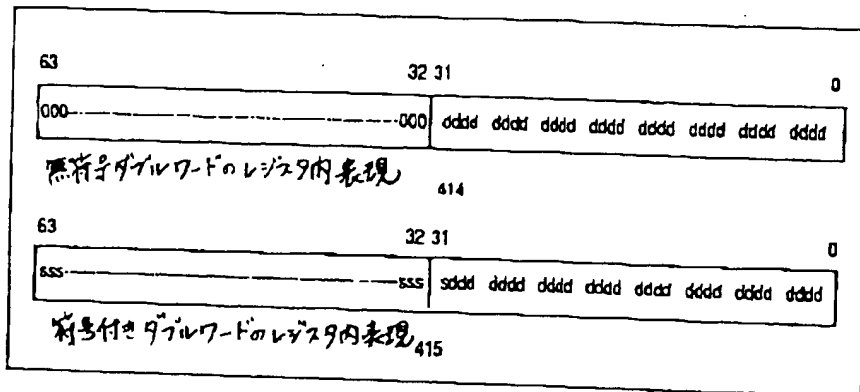 63 32 31 0
000 000 dddd dddd dddd dddd dddd dddd dddd dddd
無符号ダブルワードのレジスタ内表現
414
63 32 31 0
sss sss sddd dddd dddd dddd dddd dddd dddd dddd
符号付きダブルワードのレジスタ内表現
415